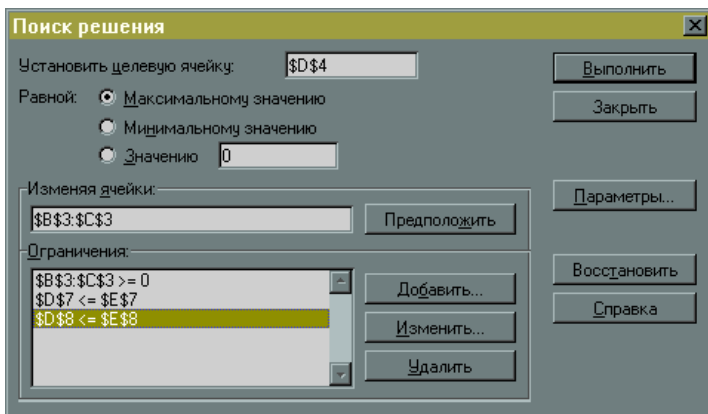 Поиск решения
Установить целевую ячейку: $D$4 Выполнить
Равной: Максимальному значению Закрыть
Минимальному значению
Значению 0
Изменяя ячейки:
$B$3:$C$3 Предположить Параметры...
Ограничения:
$B$3:$C$3 >= 0 Добавить... Восстановить
$D$7 <= $E$7
$D$8 <= $E$8 Изменить... Справка
Удалить